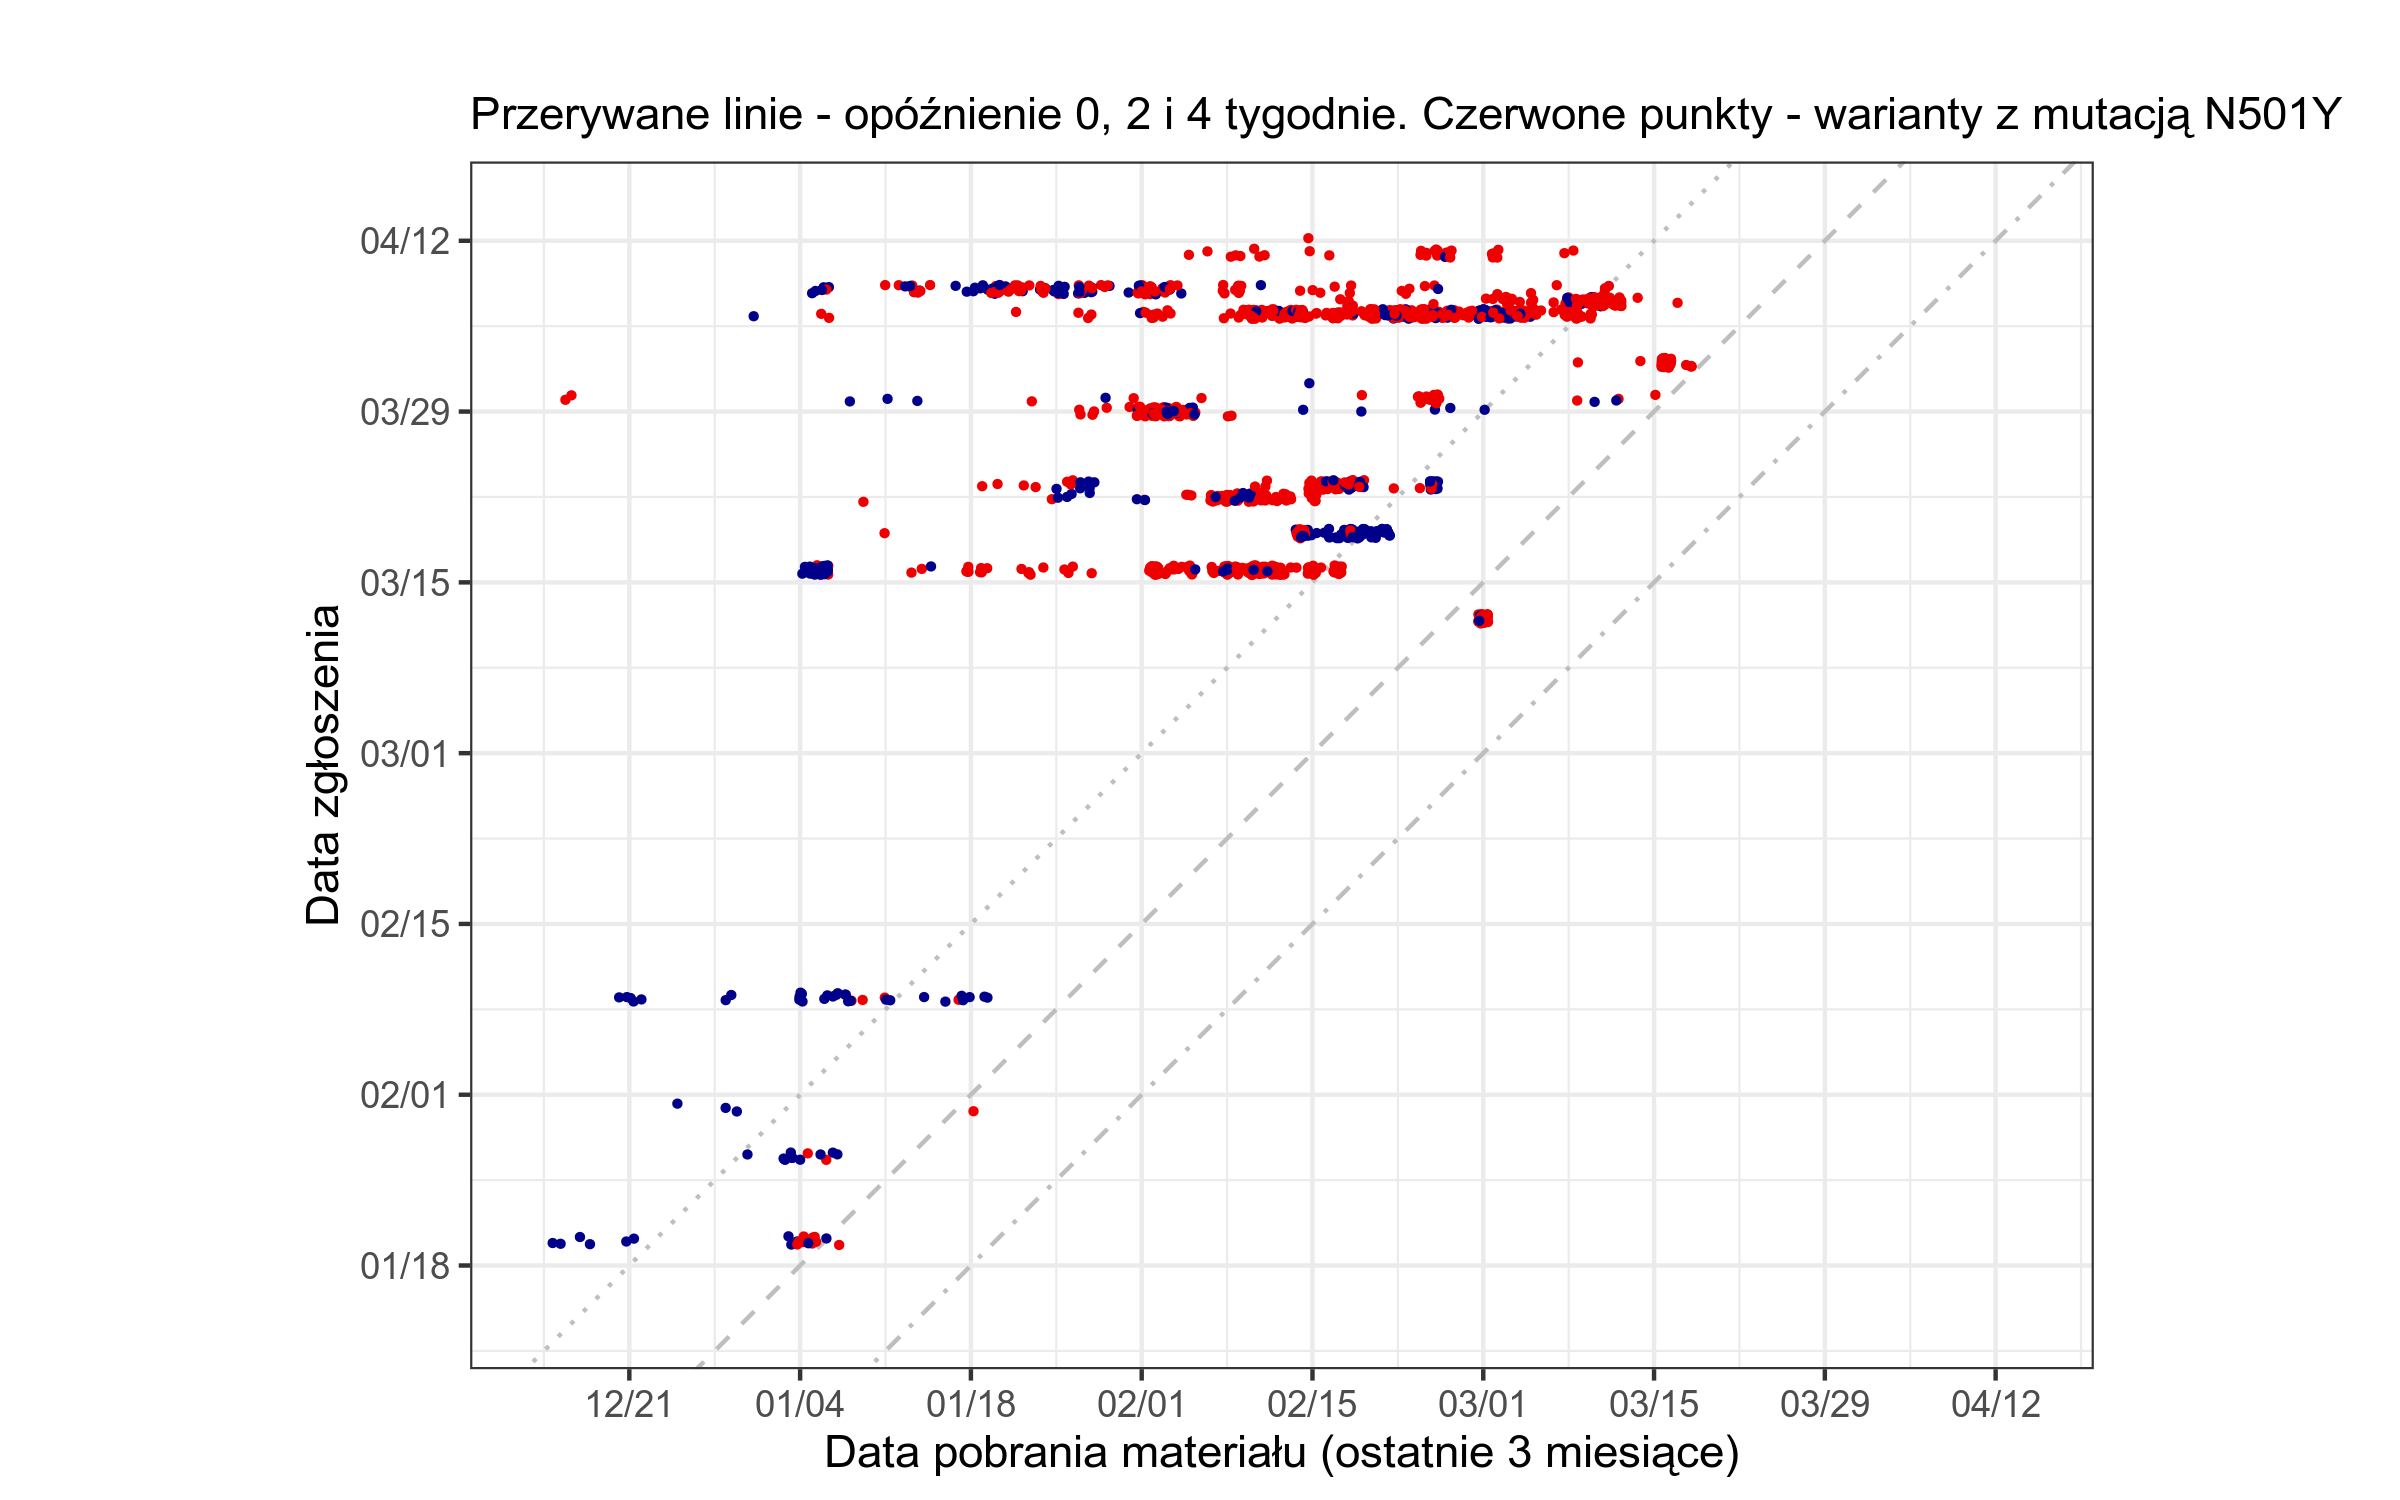 Przerywane linie - opóźnienie 0, 2 i 4 tygodnie. Czerwone punkty - warianty z mutacją N501Y
Data zgłoszenia
04/12
03/29
03/15
03/01
02/15
02/01
01/18
12/21 01/04 01/18 02/01 02/15 03/01 03/15 03/29 04/12
Data pobrania materiału (ostatnie 3 miesiące)